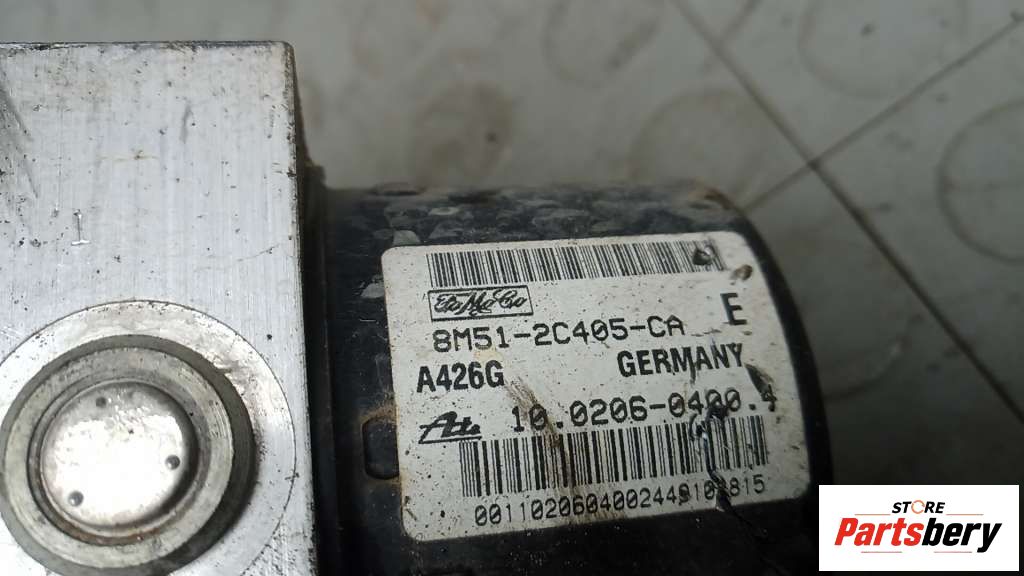 FoMoCo
8M51-2C405-CA E
A426G GERMANY
Ate 10.0206-0400.4
STORE
Partsbery